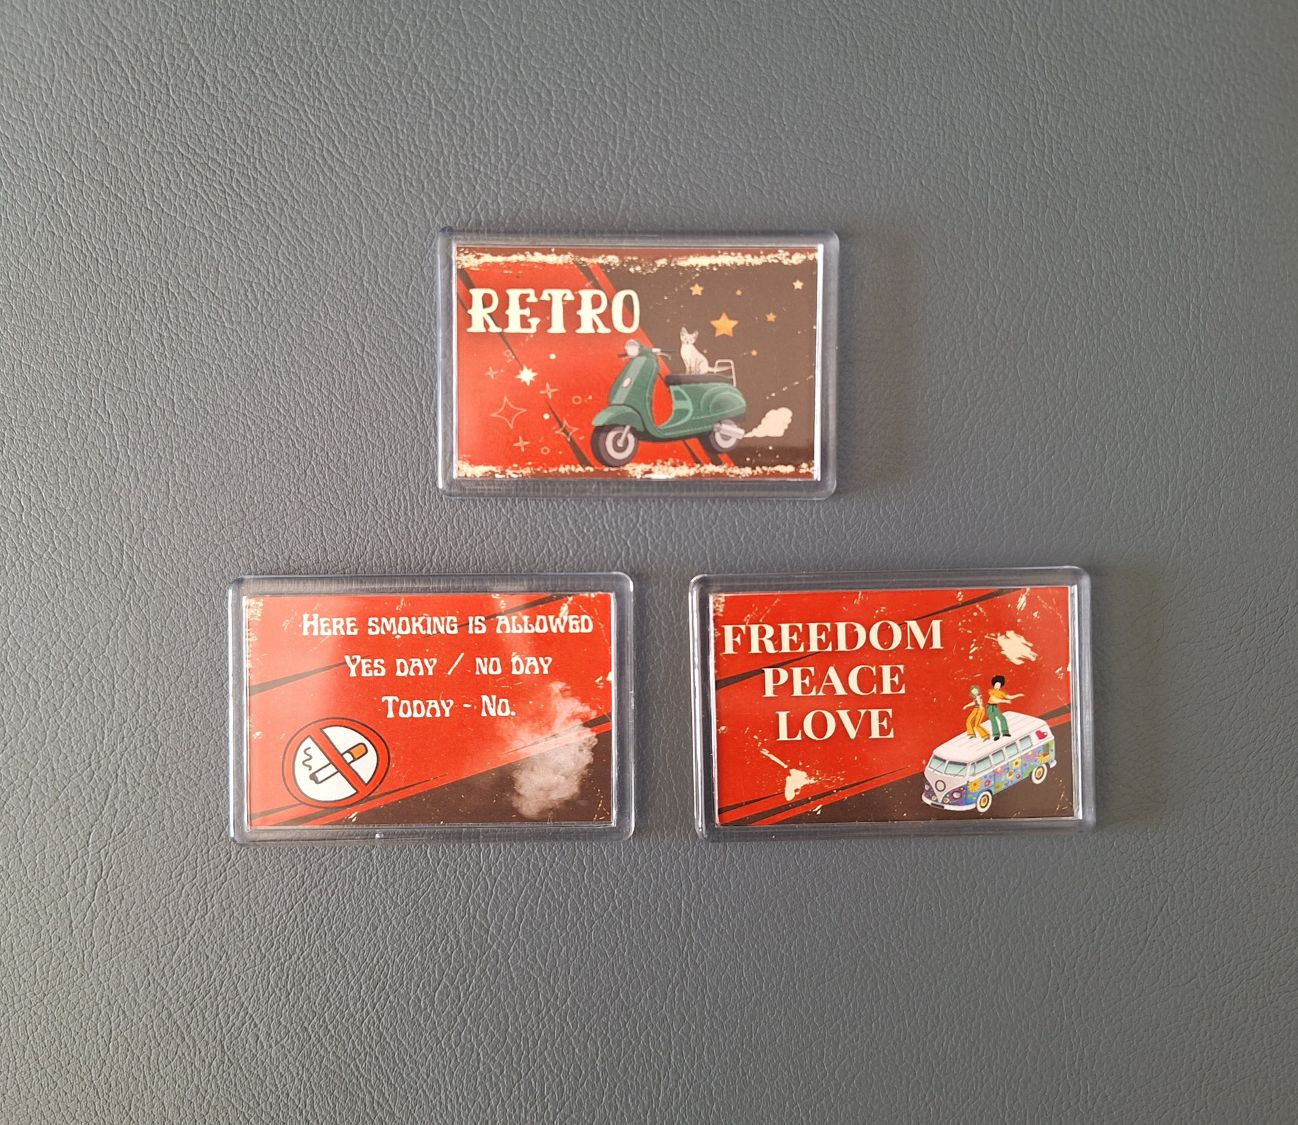 RETRO
HERE SMOKING IS ALLOWED
YES DAY / NO DAY
TODAY - NO.
FREEDOM
PEACE
LOVE